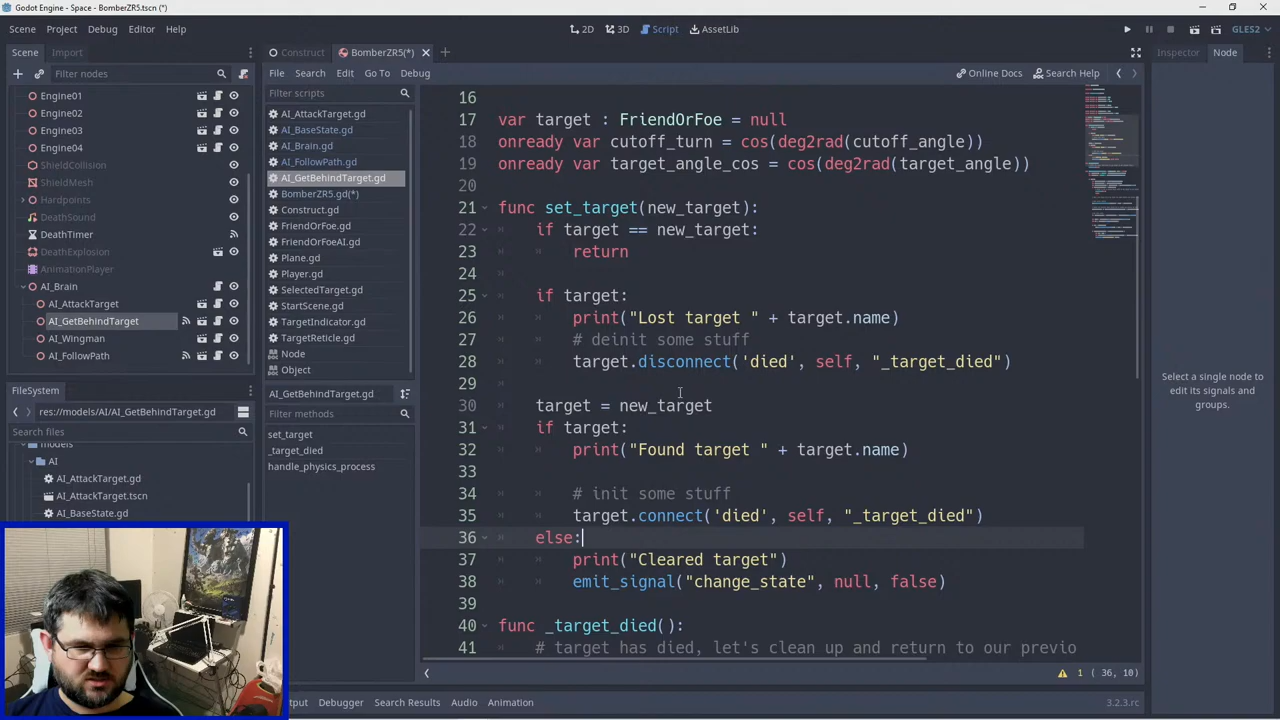 Godot Engine - Space - BomberZR5.tscn (*)
Scene Project Debug Editor Help
2D 3D Script AssetLib
GLES2
Scene Import
Construct BomberZR5(*)
Inspector Node
Filter nodes
File Search Edit Go To Debug
Online Docs Search Help
Engine01
Engine02
Engine03
Engine04
ShieldCollision
ShieldMesh
Hardpoints
DeathSound
DeathTimer
DeathExplosion
AnimationPlayer
AI_Brain
AI_AttackTarget
AI_GetBehindTarget
AI_Wingman
AI_FollowPath
FileSystem
res://models/AI/AI_GetBehindTarget.gd
Search files
models
AI
AI_AttackTarget.gd
AI_AttackTarget.tscn
AI_BaseState.gd
Filter scripts
AI_AttackTarget.gd
AI_BaseState.gd
AI_Brain.gd
AI_FollowPath.gd
AI_GetBehindTarget.gd
BomberZR5.gd(*)
Construct.gd
FriendOrFoe.gd
FriendOrFoeAI.gd
Plane.gd
Player.gd
SelectedTarget.gd
StartScene.gd
TargetIndicator.gd
TargetReticle.gd
Node
Object
AI_GetBehindTarget.gd
Filter methods
set_target
_target_died
handle_physics_process
16
17 var target : FriendOrFoe = null
18 onready var cutoff_turn = cos(deg2rad(cutoff_angle))
19 onready var target_angle_cos = cos(deg2rad(target_angle))
20
21 func set_target(new_target):
22 if target == new_target:
23 return
24
25 if target:
26 print("Lost target " + target.name)
27 # deinit some stuff
28 target.disconnect('died', self, "_target_died")
29
30 target = new_target
31 if target:
32 print("Found target " + target.name)
33
34 # init some stuff
35 target.connect('died', self, "_target_died")
36 else:
37 print("Cleared target")
38 emit_signal("change_state", null, false)
39
40 func _target_died():
41 # target has died, let's clean up and return to our previo
1 ( 36, 10)
Select a single node to
edit its signals and
groups.
tput Debugger Search Results Audio Animation
3.2.3.rc